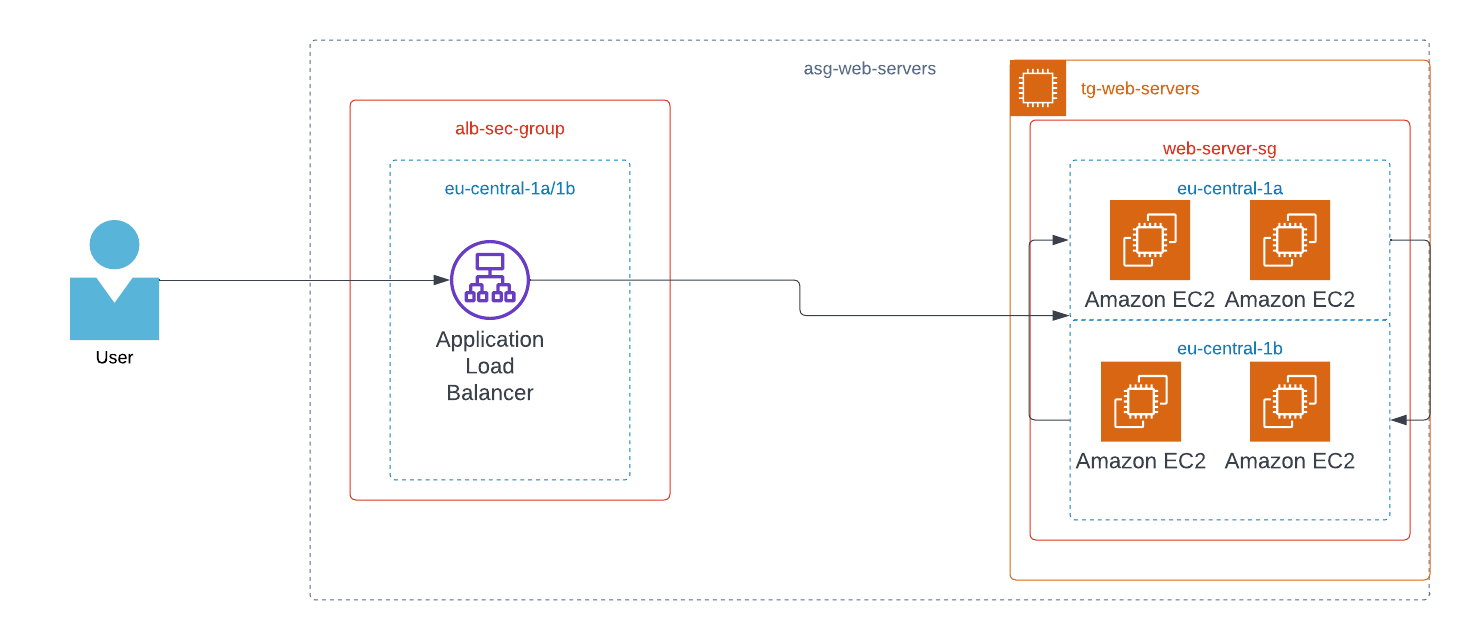 asg-web-servers
tg-web-servers
alb-sec-group
web-server-sg
eu-central-1a/1b
eu-central-1a
Amazon EC2 Amazon EC2
Application
Load
Balancer
User
eu-central-1b
Amazon EC2 Amazon EC2